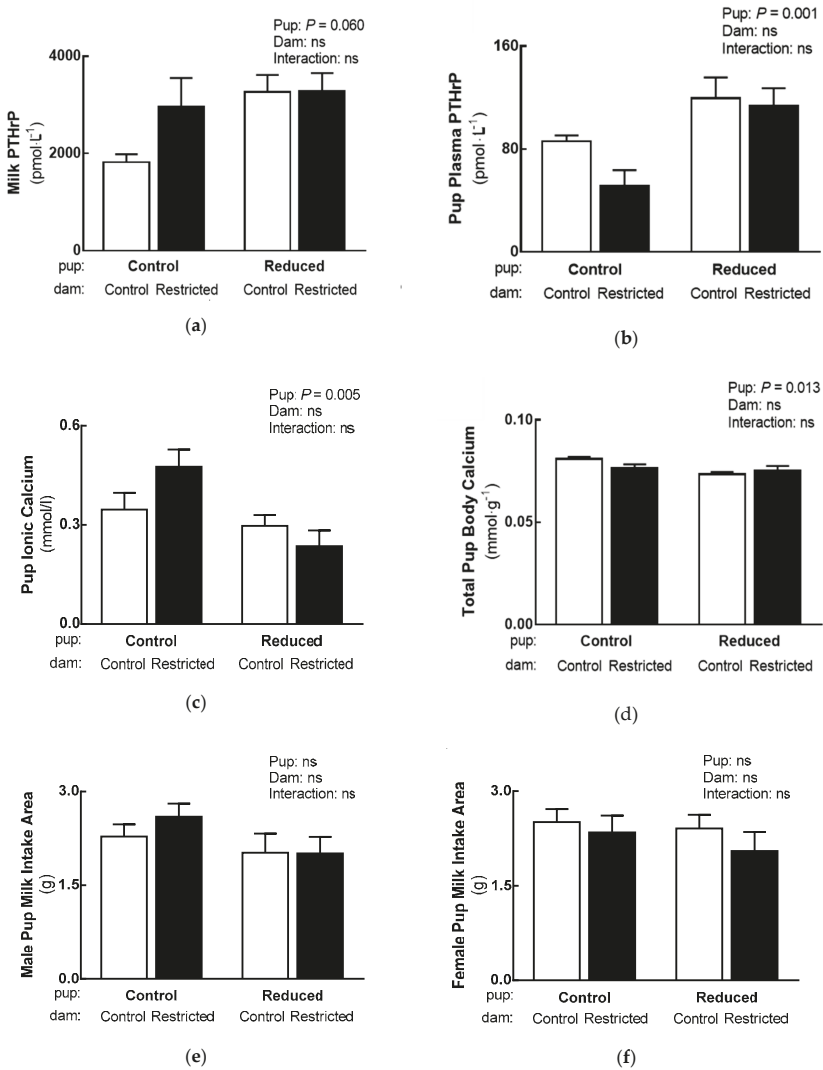 Pup: P = 0.060
Dam: ns
Interaction: ns
4000
2000
0
Milk PTHrP
(pmol·L-1)
pup: Control Reduced
dam: Control Restricted Control Restricted
(a)
Pup: P = 0.001
Dam: ns
Interaction: ns
160
80
0
Pup Plasma PTHrP
(pmol·L-1)
pup: Control Reduced
dam: Control Restricted Control Restricted
(b)
Pup: P = 0.005
Dam: ns
Interaction: ns
0.6
0.3
0.0
Pup Ionic Calcium
(mmol/l)
pup: Control Reduced
dam: Control Restricted Control Restricted
(c)
Pup: P = 0.013
Dam: ns
Interaction: ns
0.10
0.05
0.00
Total Pup Body Calcium
(mmol·g-1)
pup: Control Reduced
dam: Control Restricted Control Restricted
(d)
Pup: ns
Dam: ns
Interaction: ns
3.0
1.5
0.0
Male Pup Milk Intake Area
(g)
pup: Control Reduced
dam: Control Restricted Control Restricted
(e)
Pup: ns
Dam: ns
Interaction: ns
3.0
1.5
0.0
Female Pup Milk Intake Area
(g)
pup: Control Reduced
dam: Control Restricted Control Restricted
(f)